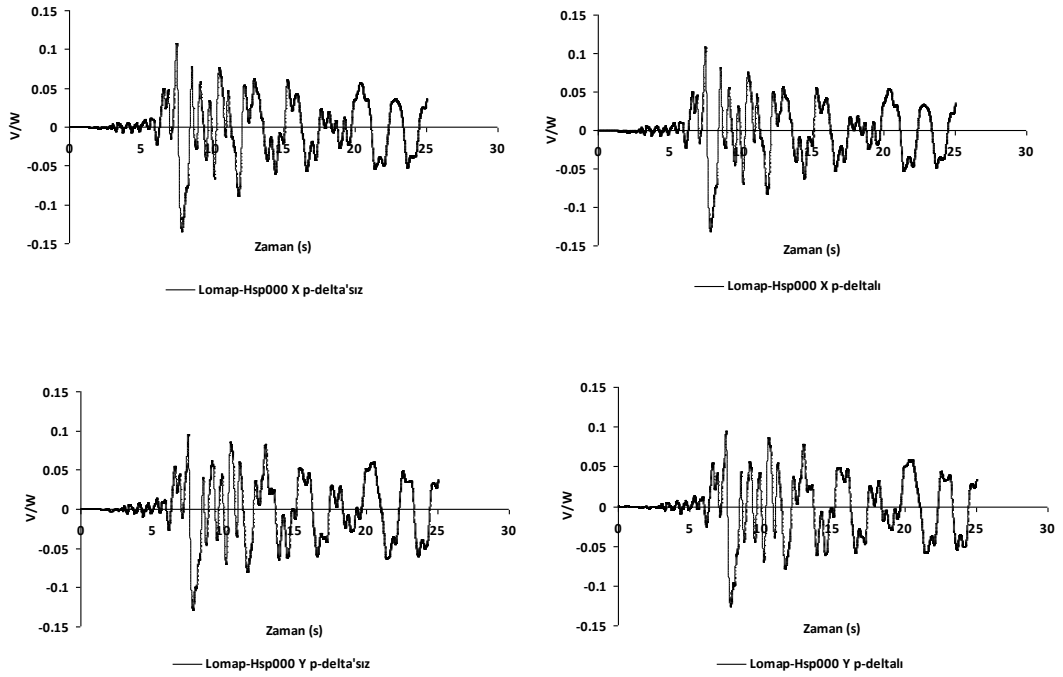 0.15
0.1
0.05
0
-0.05
-0.1
-0.15
0 5 10 15 20 25 30
V/W
Zaman (s)
Lomap-Hsp000 X p-delta'sız
0.15
0.1
0.05
0
-0.05
-0.1
-0.15
0 5 10 15 20 25 30
V/W
Zaman (s)
Lomap-Hsp000 X p-deltalı
0.15
0.1
0.05
0
-0.05
-0.1
-0.15
0 5 10 15 20 25 30
V/W
Zaman (s)
Lomap-Hsp000 Y p-delta'sız
0.15
0.1
0.05
0
-0.05
-0.1
-0.15
0 5 10 15 20 25 30
V/W
Zaman (s)
Lomap-Hsp000 Y p-deltalı